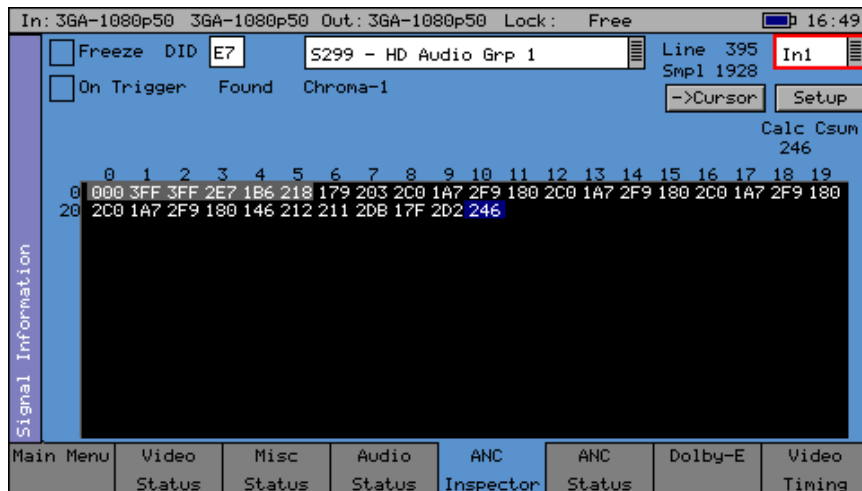 In: 3GA-1080p50 3GA-1080p50 Out: 3GA-1080p50 Lock: Free 16:49
Freeze DID E7 S299 - HD Audio Grp 1 Line 395 In1
Smpl 1928
On Trigger Found Chroma-1 ->Cursor Setup
Calc Csum
246
0 1 2 3 4 5 6 7 8 9 10 11 12 13 14 15 16 17 18 19
0 000 3FF 3FF 2E7 1B6 218 179 203 2C0 1A7 2F9 180 2C0 1A7 2F9 180 2C0 1A7 2F9 180
20 2C0 1A7 2F9 180 146 212 211 2DB 17F 2D2 246
Signal Information
Main Menu Video Status Misc Status Audio Status ANC Inspector ANC Status Dolby-E Video Timing